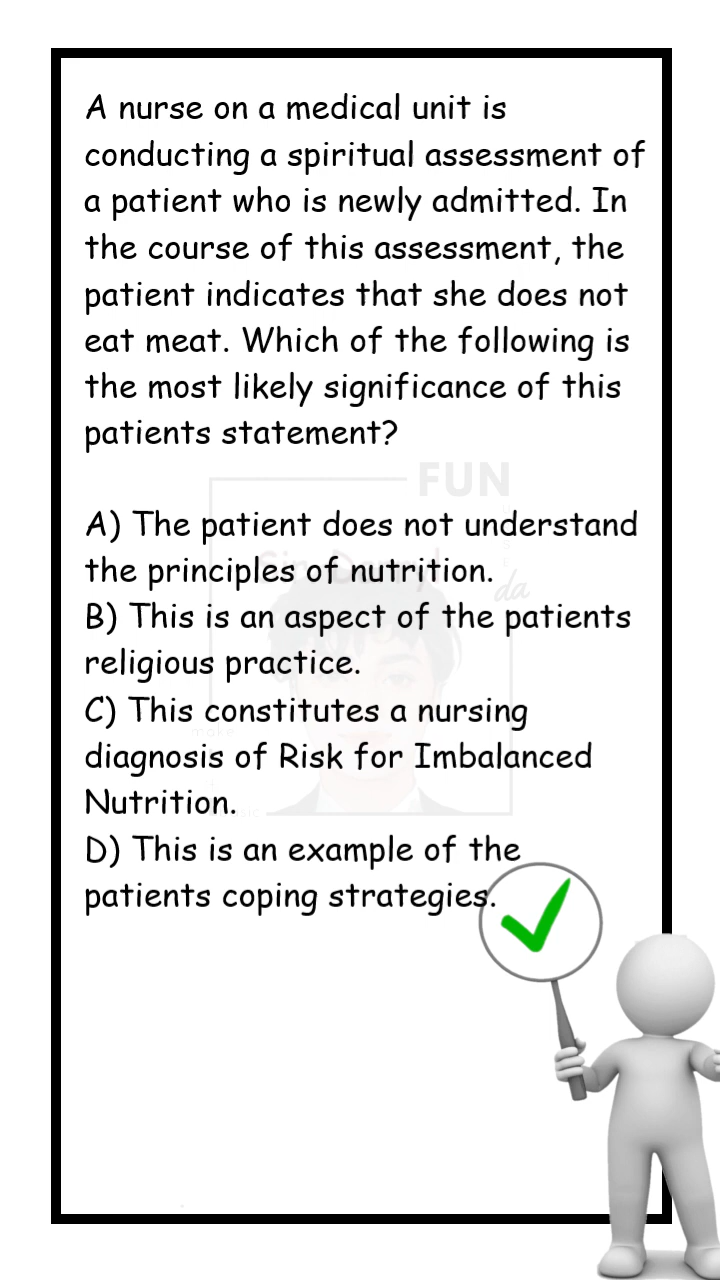 A nurse on a medical unit is
conducting a spiritual assessment of
a patient who is newly admitted. In
the course of this assessment, the
patient indicates that she does not
eat meat. Which of the following is
the most likely significance of this
patients statement?
FUN
A) The patient does not understand
the principles of nutrition.
da
B) This is an aspect of the patients
religious practice.
C) This constitutes a nursing
make
diagnosis of Risk for Imbalanced
Nutrition.
D) This is an example of the
patients coping strategies.